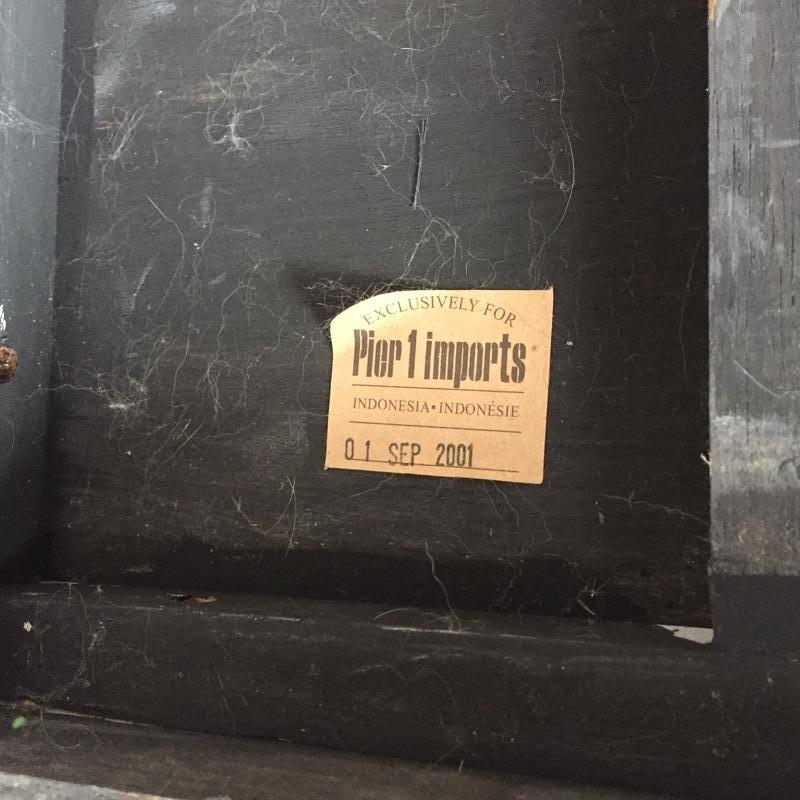 EXCLUSIVELY FOR
Pier 1 imports
INDONESIA•INDONÉSIE
01 SEP 2001